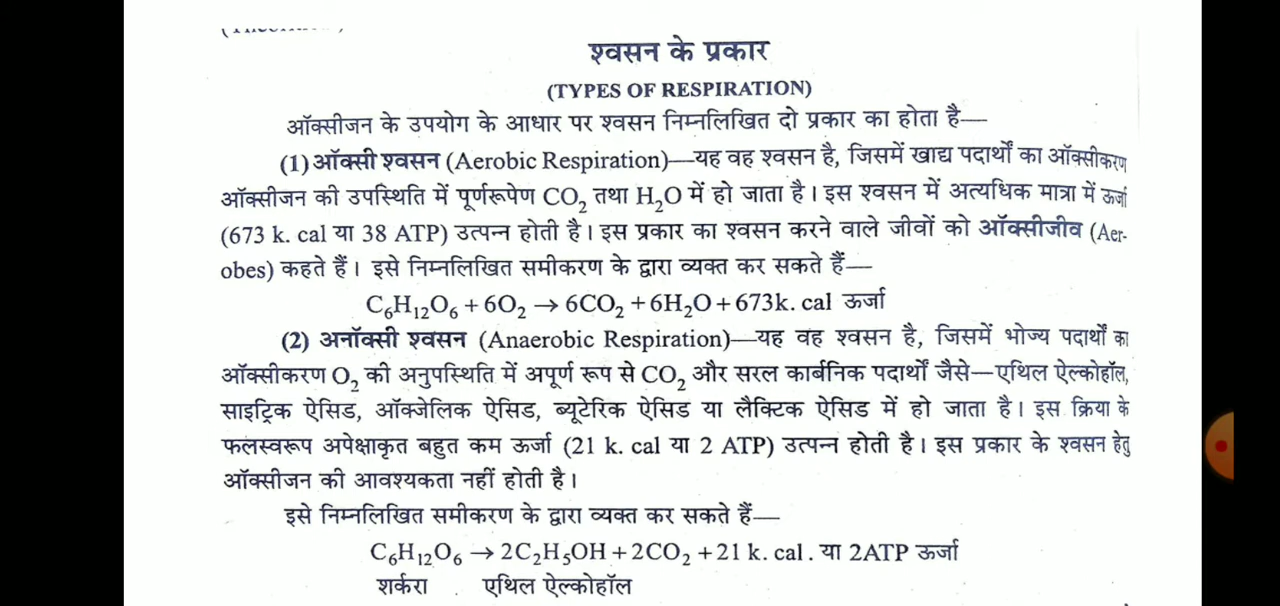 श्वसन के प्रकार
(TYPES OF RESPIRATION)
ऑक्सीजन के उपयोग के आधार पर श्वसन निम्नलिखित दो प्रकार का होता है—
(1) ऑक्सी श्वसन (Aerobic Respiration)—यह वह श्वसन है, जिसमें खाद्य पदार्थों का ऑक्सीकरण
ऑक्सीजन की उपस्थिति में पूर्णरूपेण CO₂ तथा H₂O में हो जाता है। इस श्वसन में अत्यधिक मात्रा में ऊर्जा
(673 k. cal या 38 ATP) उत्पन्न होती है। इस प्रकार का श्वसन करने वाले जीवों को ऑक्सीजीव (Aer-
obes) कहते हैं। इसे निम्नलिखित समीकरण के द्वारा व्यक्त कर सकते हैं—
C₆H₁₂O₆ + 6O₂ → 6CO₂ + 6H₂O + 673k. cal ऊर्जा
(2) अनॉक्सी श्वसन (Anaerobic Respiration)—यह वह श्वसन है, जिसमें भोज्य पदार्थों का
ऑक्सीकरण O₂ की अनुपस्थिति में अपूर्ण रूप से CO₂ और सरल कार्बनिक पदार्थों जैसे—एथिल ऐल्कोहॉल,
साइट्रिक ऐसिड, ऑक्जेलिक ऐसिड, ब्यूटेरिक ऐसिड या लैक्टिक ऐसिड में हो जाता है। इस क्रिया के
फलस्वरूप अपेक्षाकृत बहुत कम ऊर्जा (21 k. cal या 2 ATP) उत्पन्न होती है। इस प्रकार के श्वसन हेतु
ऑक्सीजन की आवश्यकता नहीं होती है।
इसे निम्नलिखित समीकरण के द्वारा व्यक्त कर सकते हैं—
C₆H₁₂O₆ → 2C₂H₅OH + 2CO₂ + 21 k. cal. या 2ATP ऊर्जा
शर्करा एथिल ऐल्कोहॉल